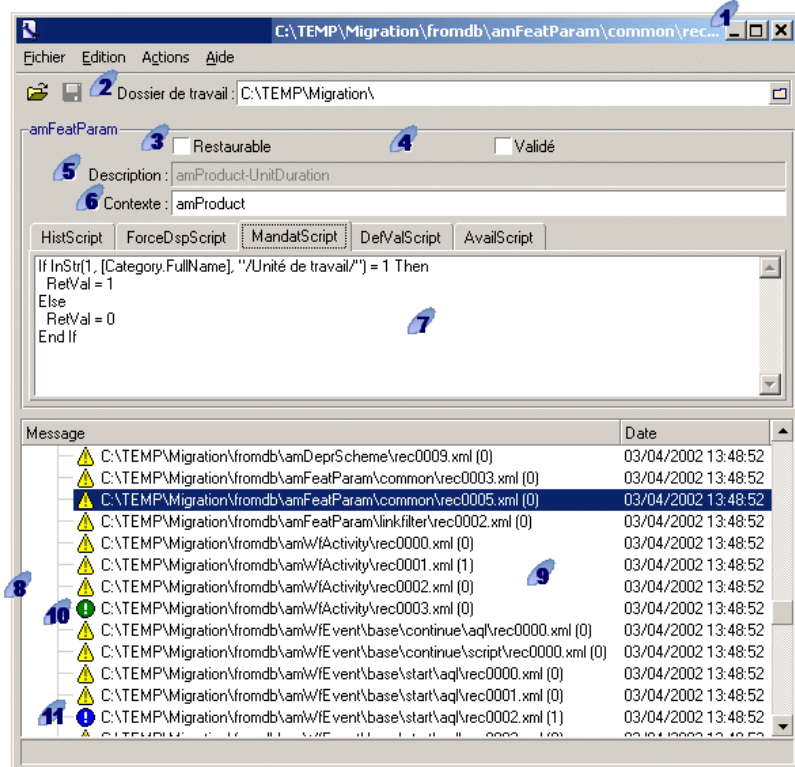 C:\TEMP\Migration\fromdb\amFeatParam\common\rec...
1
Fichier Edition Actions Aide
2 Dossier de travail : C:\TEMP\Migration\
amFeatParam
3 Restaurable 4 Validé
5 Description : amProduct-UnitDuration
6 Contexte : amProduct
HistScript ForceDspScript MandatScript DefValScript AvailScript
If InStr(1, [Category.FullName], "/Unité de travail/") = 1 Then
RetVal = 1
Else
RetVal = 0
End If
7
Message Date
C:\TEMP\Migration\fromdb\amDeprScheme\rec0009.xml (0) 03/04/2002 13:48:52
C:\TEMP\Migration\fromdb\amFeatParam\common\rec0003.xml (0) 03/04/2002 13:48:52
C:\TEMP\Migration\fromdb\amFeatParam\common\rec0005.xml (0) 03/04/2002 13:48:52
C:\TEMP\Migration\fromdb\amFeatParam\linkfilter\rec0002.xml (0) 03/04/2002 13:48:52
C:\TEMP\Migration\fromdb\amWfActivity\rec0000.xml (0) 03/04/2002 13:48:52
C:\TEMP\Migration\fromdb\amWfActivity\rec0001.xml (1) 03/04/2002 13:48:52
8 C:\TEMP\Migration\fromdb\amWfActivity\rec0002.xml (0) 9 03/04/2002 13:48:52
10 C:\TEMP\Migration\fromdb\amWfActivity\rec0003.xml (0) 03/04/2002 13:48:52
C:\TEMP\Migration\fromdb\amWfEvent\base\continue\aql\rec0000.xml (0) 03/04/2002 13:48:52
C:\TEMP\Migration\fromdb\amWfEvent\base\continue\script\rec0000.xml (0) 03/04/2002 13:48:52
C:\TEMP\Migration\fromdb\amWfEvent\base\start\aql\rec0000.xml (0) 03/04/2002 13:48:52
C:\TEMP\Migration\fromdb\amWfEvent\base\start\aql\rec0001.xml (0) 03/04/2002 13:48:52
11 C:\TEMP\Migration\fromdb\amWfEvent\base\start\aql\rec0002.xml (1) 03/04/2002 13:48:52